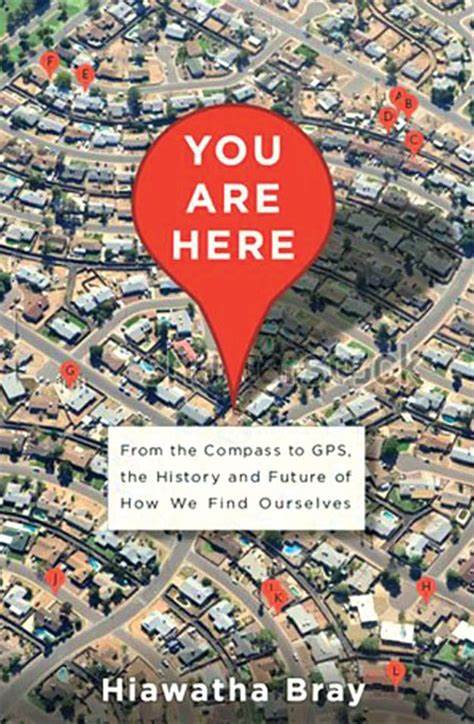 F
E
A
B
D
C
YOU
ARE
HERE
G
shutterstock
From the Compass to GPS,
the History and Future of
How We Find Ourselves
J
I
K
H
L
Hiawatha Bray